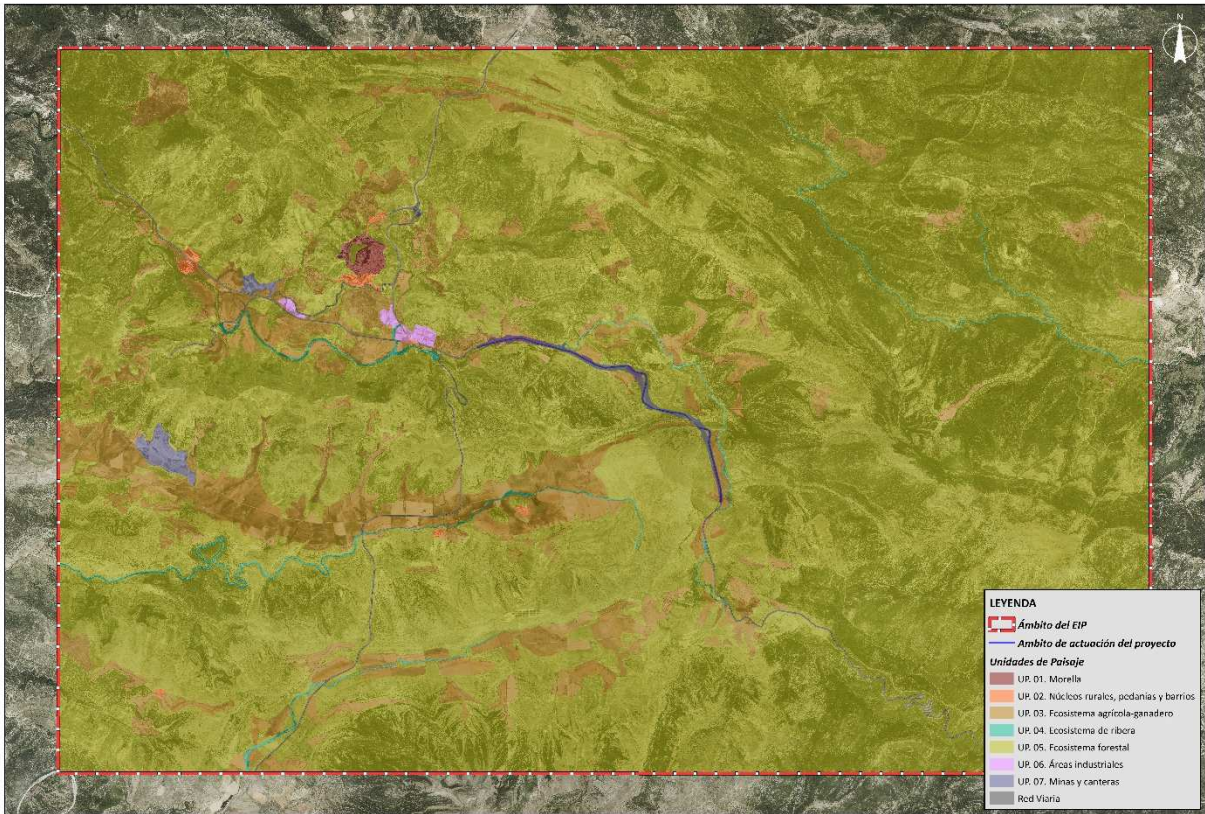 N
LEYENDA
Ámbito del EIP
Ambito de actuación del proyecto
Unidades de Paisaje
UP. 01. Morella
UP. 02. Núcleos rurales, pedanías y barrios
UP. 03. Ecosistema agrícola-ganadero
UP. 04. Ecosistema de ribera
UP. 05. Ecosistema forestal
UP. 06. Áreas industriales
UP. 07. Minas y canteras
Red Viaria